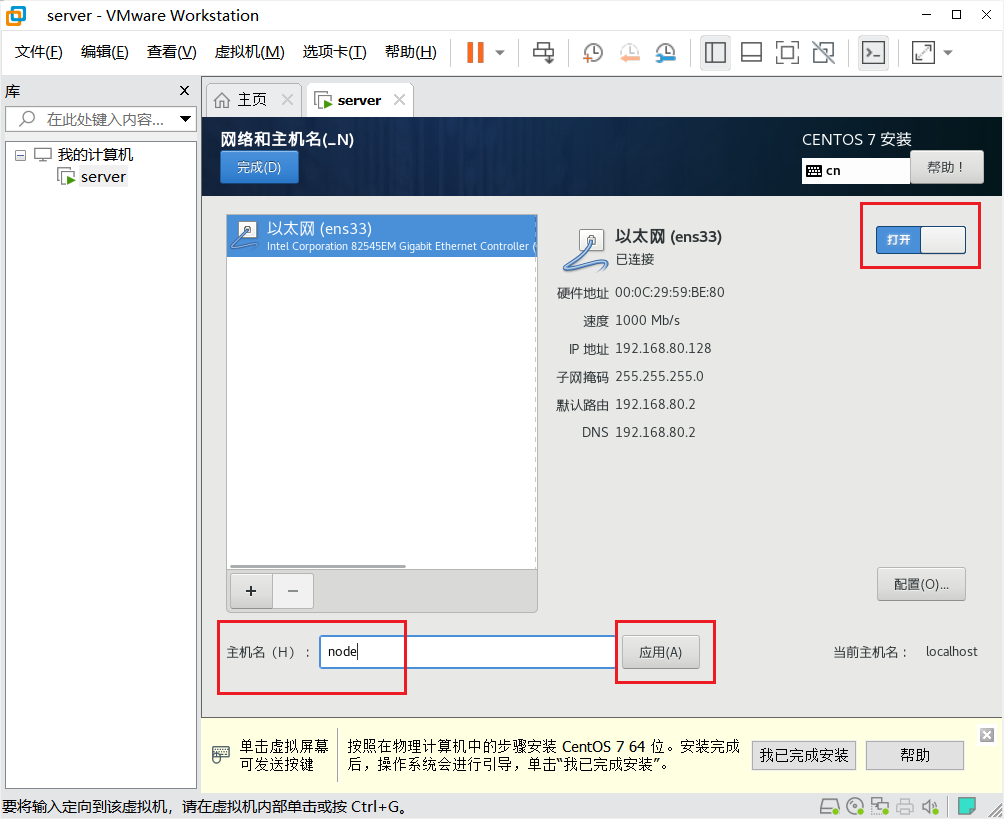 server - VMware Workstation
文件(F) 编辑(E) 查看(V) 虚拟机(M) 选项卡(T) 帮助(H)
库
在此处键入内容...
我的计算机
server
主页
server
网络和主机名(_N)
完成(D)
CENTOS 7 安装
cn
帮助！
以太网 (ens33)
Intel Corporation 82545EM Gigabit Ethernet Controller (
以太网 (ens33)
已连接
打开
硬件地址 00:0C:29:59:BE:80
速度 1000 Mb/s
IP 地址 192.168.80.128
子网掩码 255.255.255.0
默认路由 192.168.80.2
DNS 192.168.80.2
+ −
配置(O)...
主机名（H）：
node
应用(A)
当前主机名： localhost
单击虚拟屏幕
可发送按键
按照在物理计算机中的步骤安装 CentOS 7 64 位。安装完成
后，操作系统会进行引导，单击“我已完成安装”。
我已完成安装
帮助
要将输入定向到该虚拟机，请在虚拟机内部单击或按 Ctrl+G。